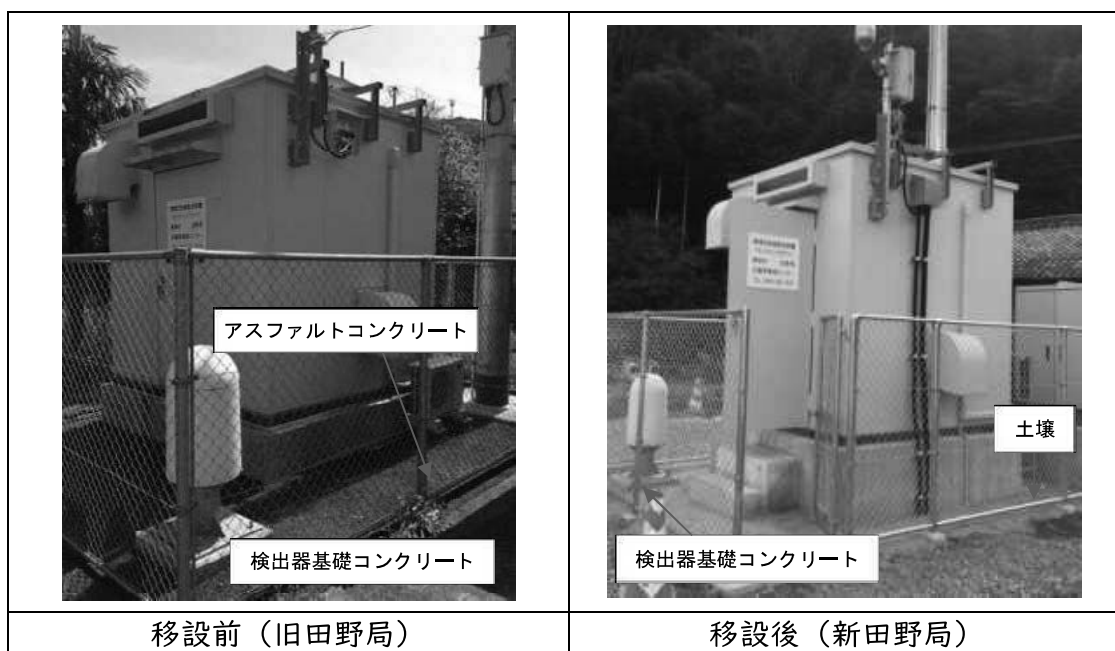 アスファルトコンクリート
検出器基礎コンクリート
移設前（旧田野局）
土壌
検出器基礎コンクリート
移設後（新田野局）